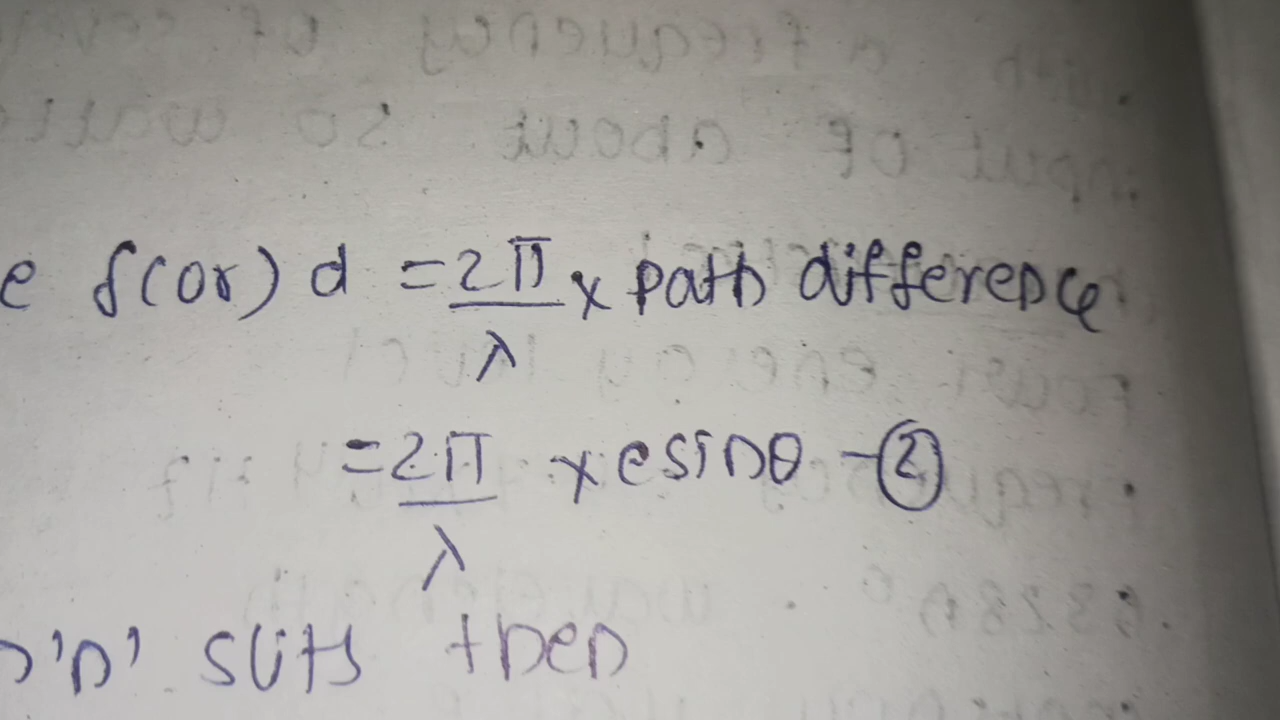 e δ(or) d = 2π/λ x path difference
= 2π/λ x esinθ -②
n'n' slits then